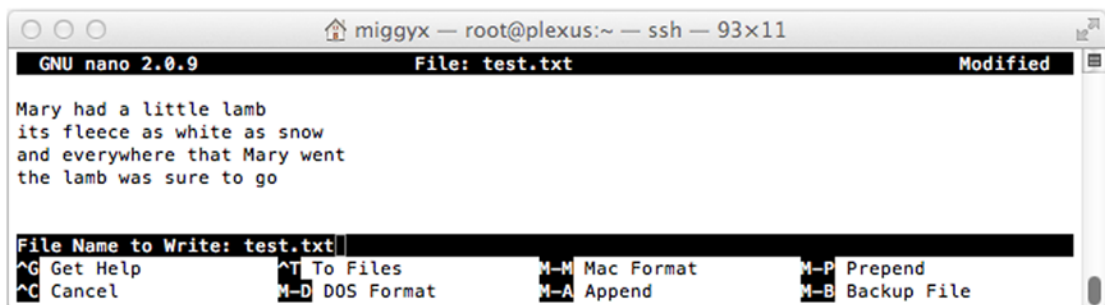 miggyx — root@plexus:~ — ssh — 93×11
GNU nano 2.0.9 File: test.txt Modified
Mary had a little lamb
its fleece as white as snow
and everywhere that Mary went
the lamb was sure to go
File Name to Write: test.txt
^G Get Help ^T To Files M-M Mac Format M-P Prepend
^C Cancel M-D DOS Format M-A Append M-B Backup File